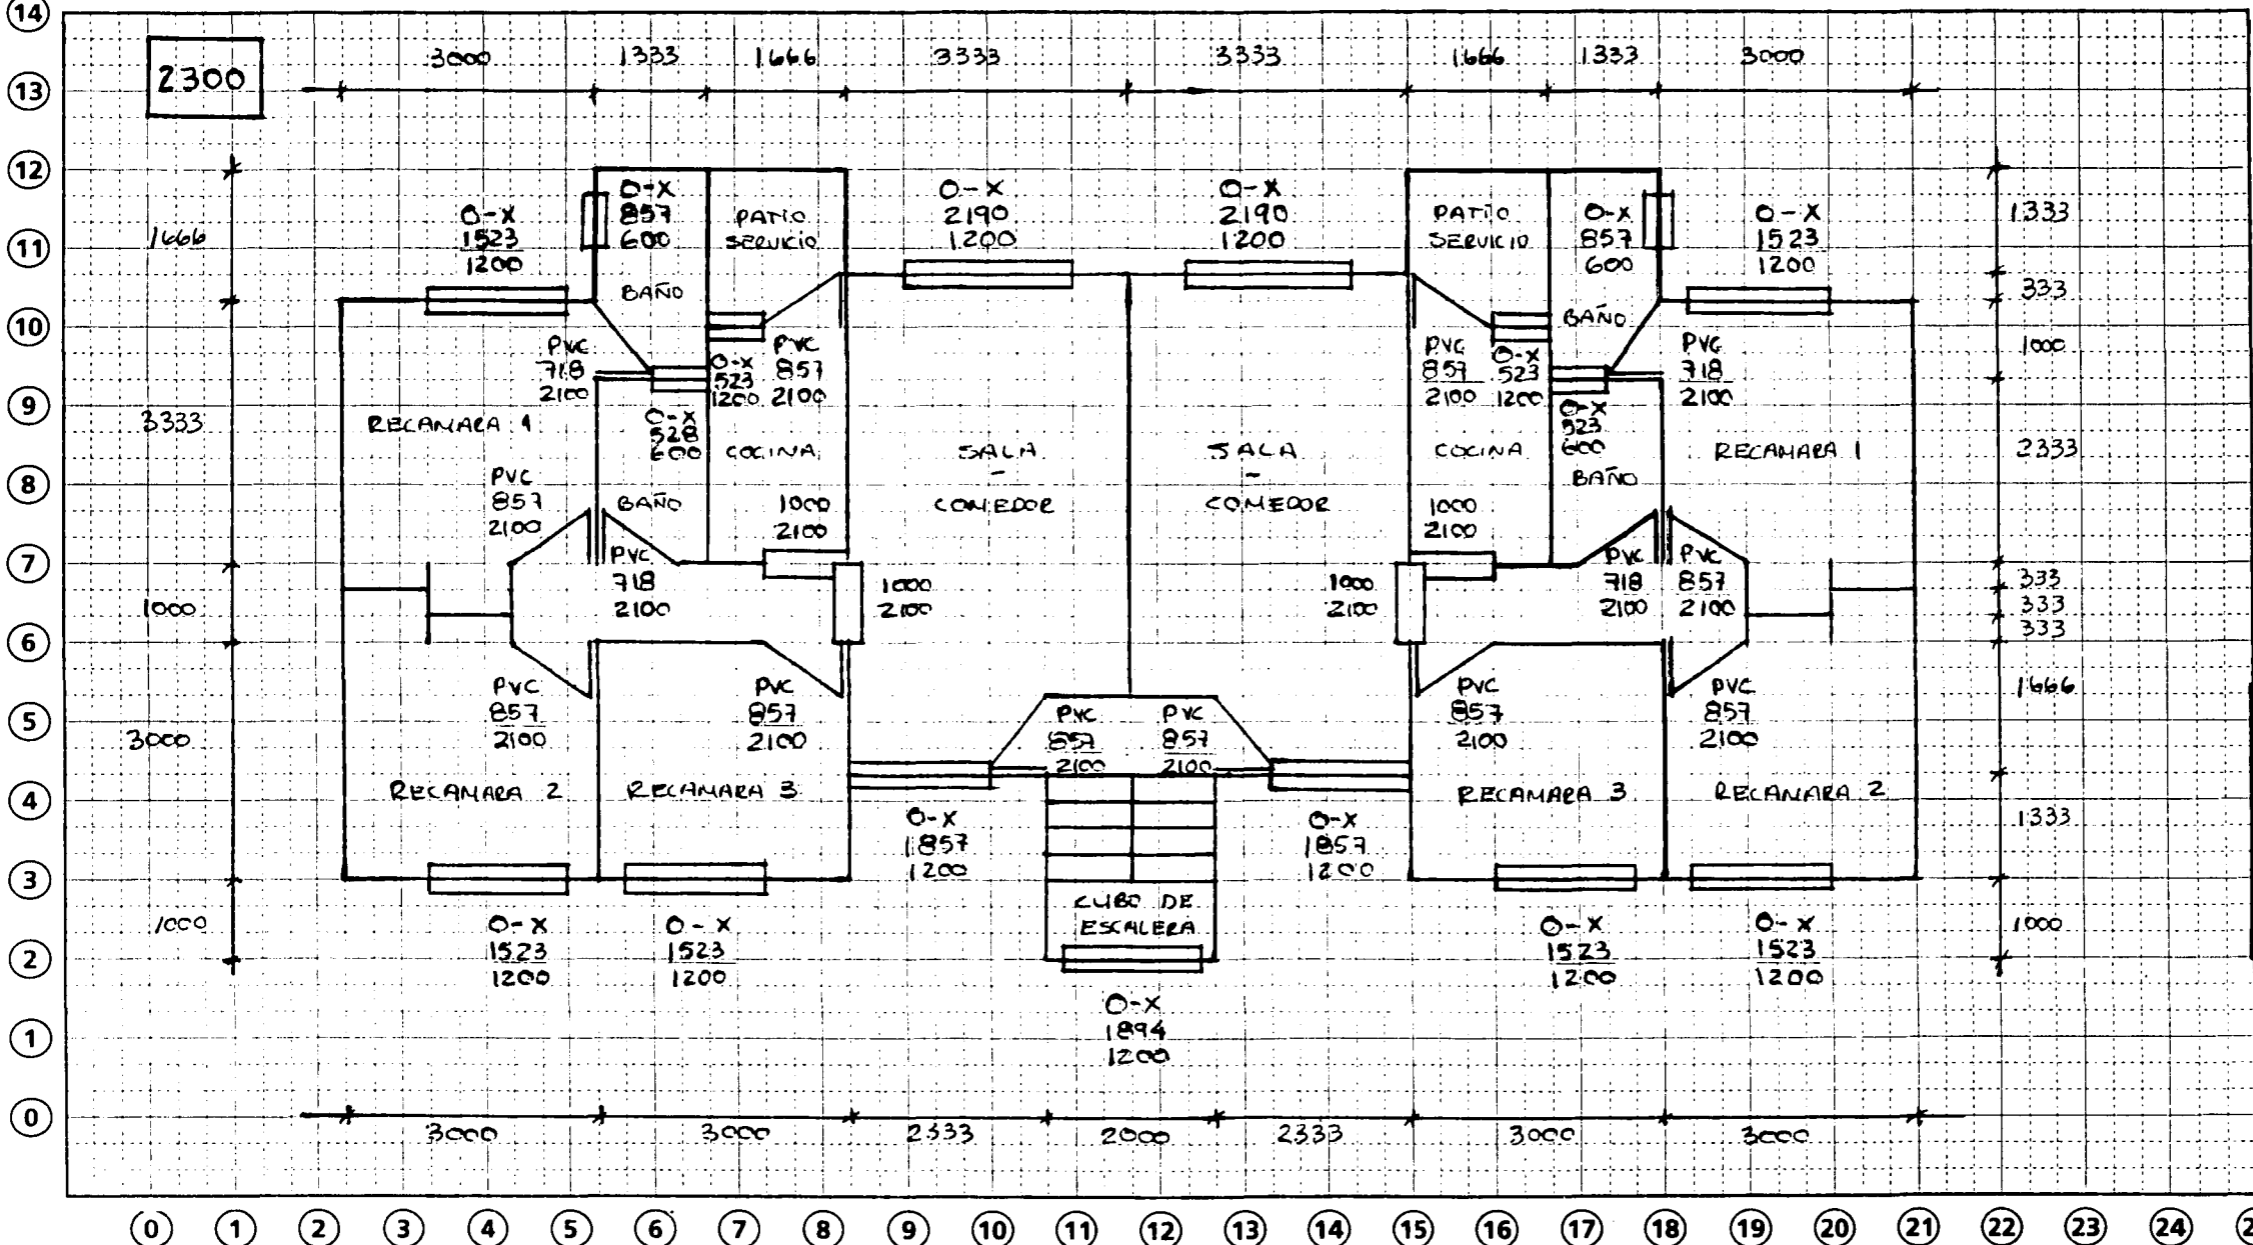 14
3000 1333 1666 3333 3333 1666 1333 3000
2300
13
12
O-X
857
600
PATIO
SERVICIO
O-X
2190
1200
O-X
2190
1200
PATIO
SERVICIO
O-X
857
600
O-X
1523
1200
O-X
1523
1200
1333
1666
11
BAÑO
BAÑO
333
10
PVC
718
2100
O-X
523
1200
PVC
857
2100
PVC
857
2100
O-X
523
1200
PVC
718
2100
1000
9
3333
RECAMARA 1
O-X
528
600
COCINA
SALA
-
COMEDOR
SALA
-
COMEDOR
COCINA
O-X
523
600
RECAMARA 1
2333
8
PVC
857
2100
BAÑO
1000
2100
1000
2100
BAÑO
7
PVC
718
2100
1000
2100
1000
2100
PVC
718
2100
PVC
857
2100
333
333
333
1000
6
PVC
857
2100
PVC
857
2100
PVC
857
2100
PVC
857
2100
PVC
857
2100
PVC
857
2100
1666
5
3000
RECAMARA 2
RECAMARA 3
RECAMARA 3
RECAMARA 2
4
O-X
1857
1200
O-X
1857
1200
1333
3
CUBO DE
ESCALERA
1000
O-X
1523
1200
O-X
1523
1200
O-X
1523
1200
O-X
1523
1200
1000
2
O-X
1894
1200
1
0
3000 3000 2333 2000 2333 3000 3000
0 1 2 3 4 5 6 7 8 9 10 11 12 13 14 15 16 17 18 19 20 21 22 23 24